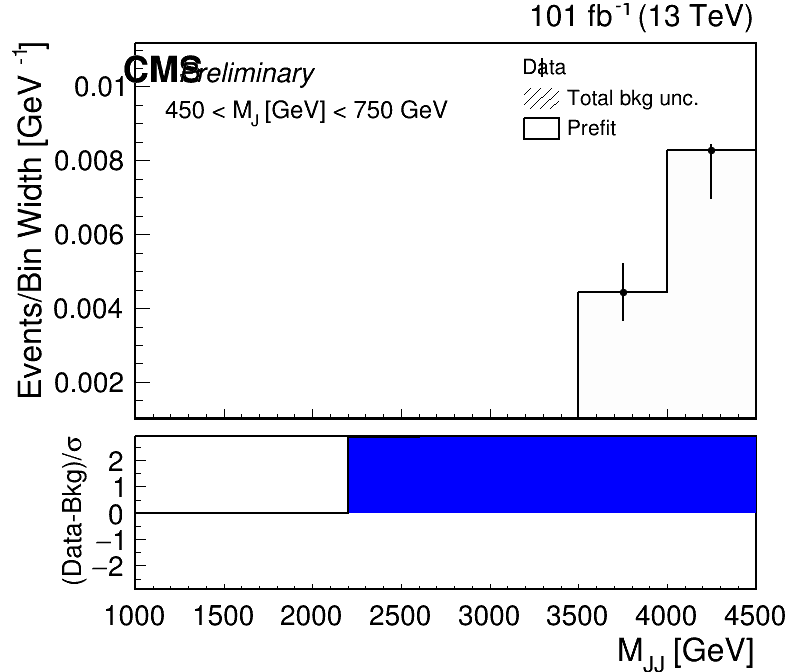 101 fb⁻¹ (13 TeV)
CMS Preliminary
450 < M_J [GeV] < 750 GeV
Data
Total bkg unc.
Prefit
Events/Bin Width [GeV⁻¹]
0.01
0.008
0.006
0.004
0.002
(Data-Bkg)/σ
2
1
0
−1
−2
1000 1500 2000 2500 3000 3500 4000 4500
M_JJ [GeV]